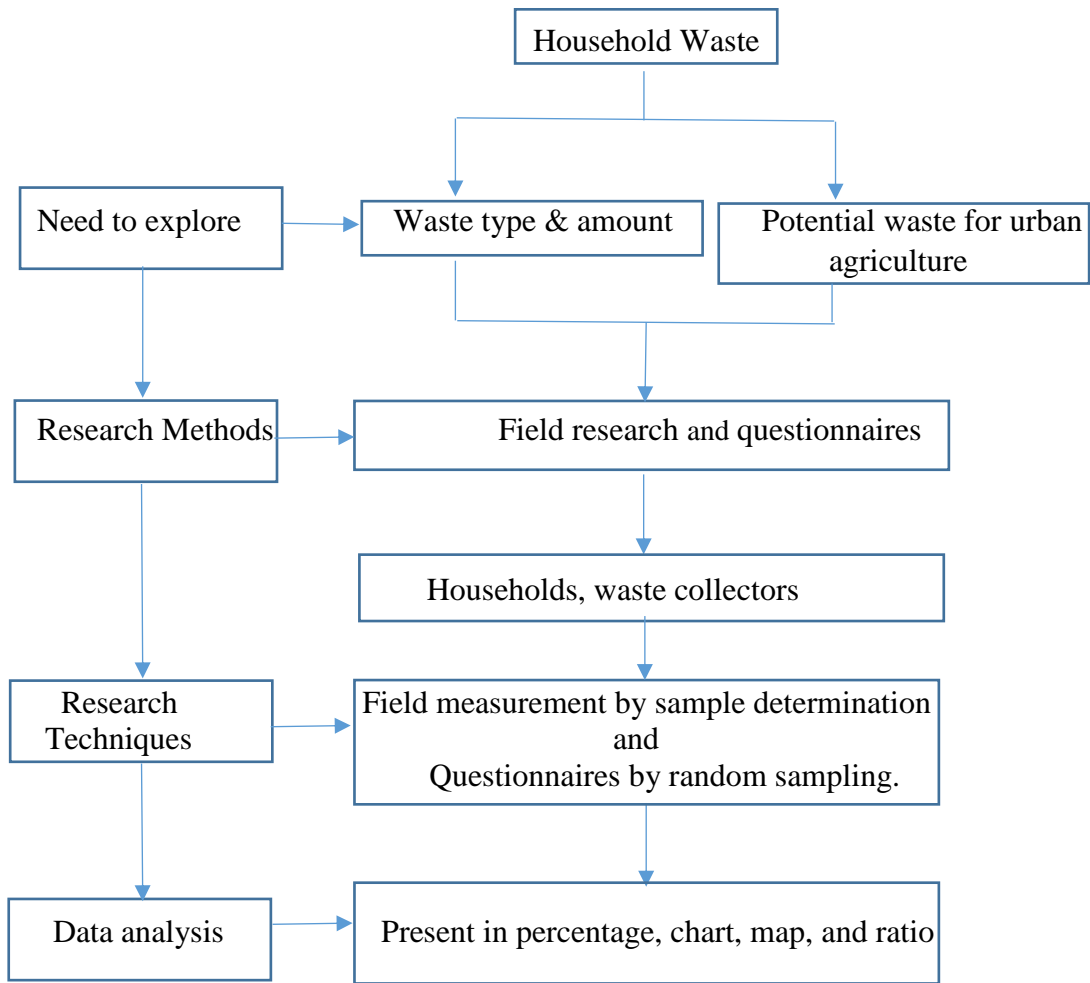 Household Waste
Need to explore
Waste type & amount
Potential waste for urban
agriculture
Research Methods
Field research and questionnaires
Households, waste collectors
Research
Techniques
Field measurement by sample determination
and
Questionnaires by random sampling.
Data analysis
Present in percentage, chart, map, and ratio